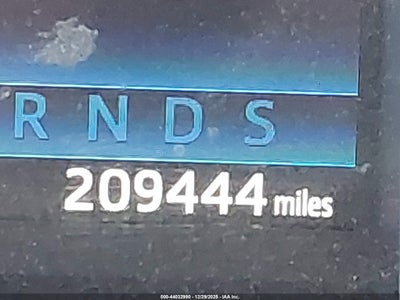 R N D S
209444 miles
000-44032990 - 12/29/2025 - IAA Inc.